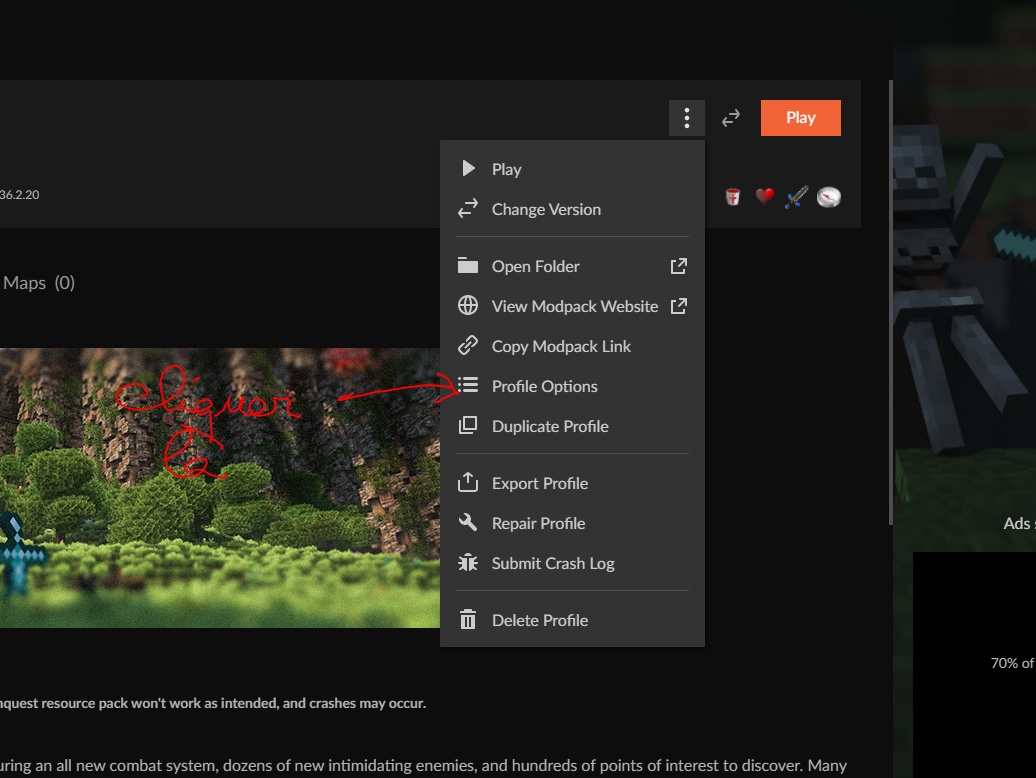 Play
Play
36.2.20
Change Version
Open Folder
Maps (0)
View Modpack Website
Copy Modpack Link
Profile Options
cliquer
Duplicate Profile
Export Profile
Repair Profile
Ads
Submit Crash Log
Delete Profile
70% of
nquest resource pack won't work as intended, and crashes may occur.
uring an all new combat system, dozens of new intimidating enemies, and hundreds of points of interest to discover. Many